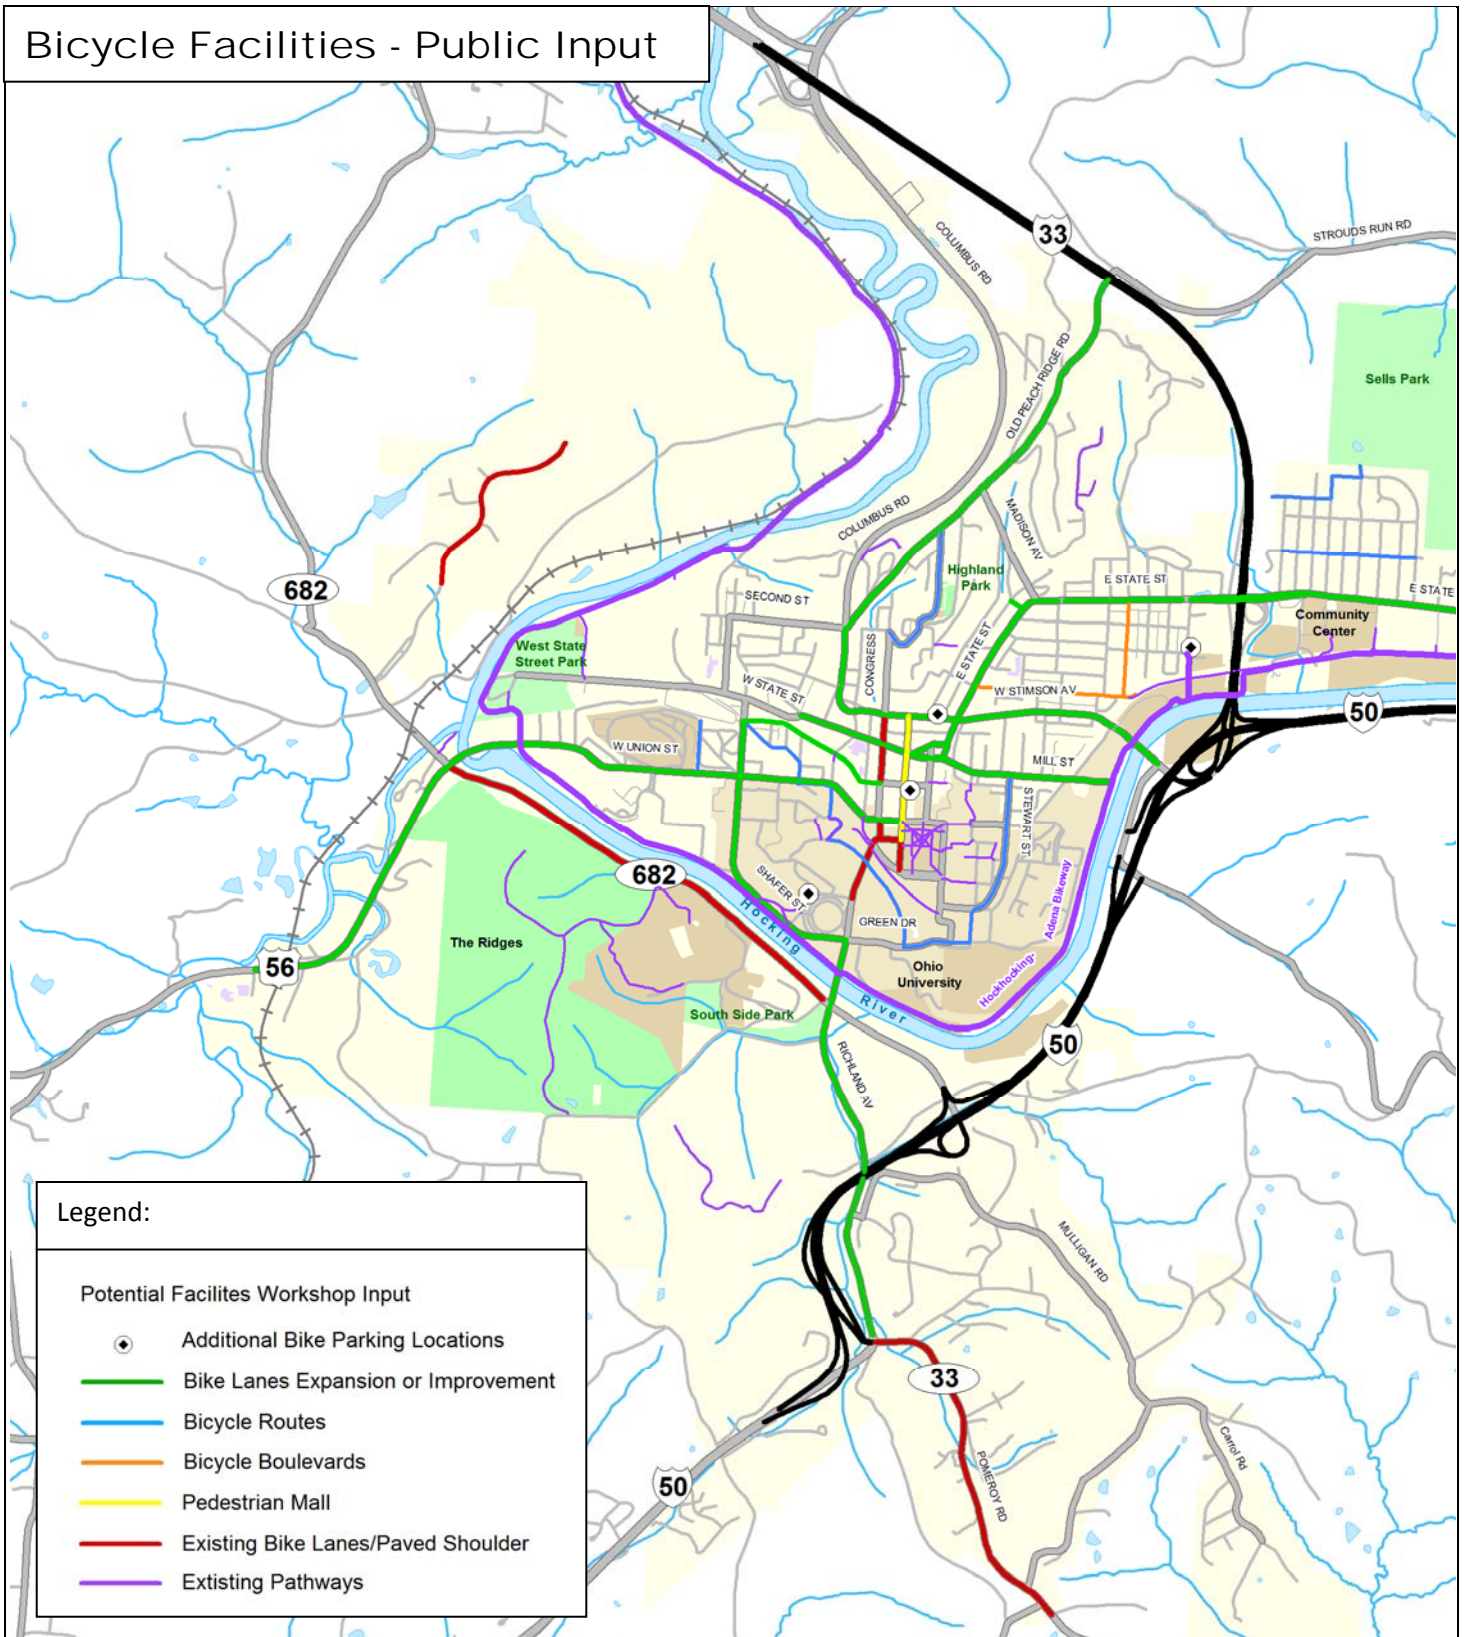 Bicycle Facilities - Public Input
33
STROUDS RUN RD
COLUMBUS RD
OLD PEACH RIDGE RD
Sells Park
COLUMBUS RD
MADISON AV
Highland
Park
E STATE ST
E STATE
682
SECOND ST
Community
Center
CONGRESS
E STATE ST
West State
Street Park
W STATE ST
W STIMSON AV
50
W UNION ST
MILL ST
STEWART ST
682
SHAFER ST
Hocking
GREEN DR
Adena Bikeway
The Ridges
56
Ohio
University
Hockhocking-
South Side Park
River
50
RICHLAND AV
MULLIGAN RD
33
Carrol Rd
POMEROY RD
50
Legend:
Potential Facilites Workshop Input
Additional Bike Parking Locations
Bike Lanes Expansion or Improvement
Bicycle Routes
Bicycle Boulevards
Pedestrian Mall
Existing Bike Lanes/Paved Shoulder
Extisting Pathways